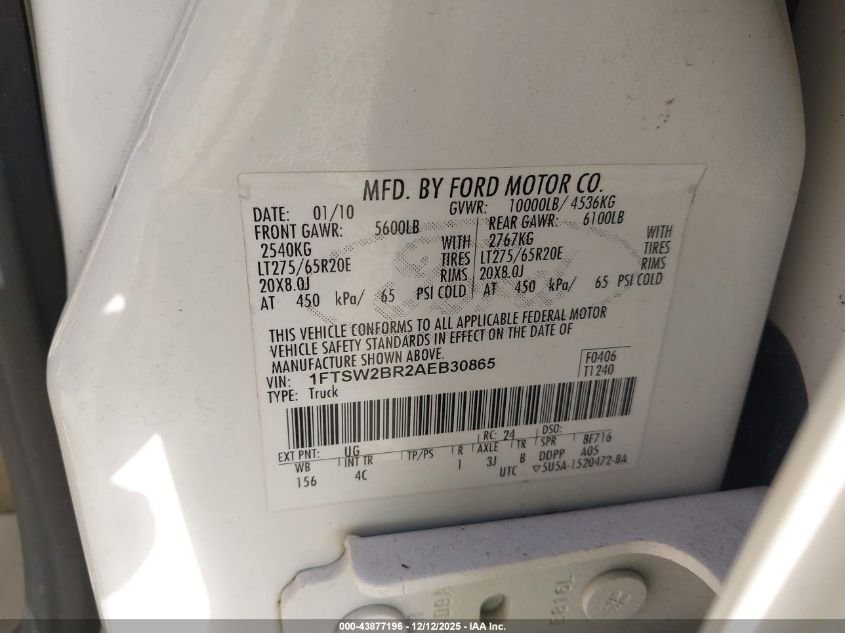 MFD. BY FORD MOTOR CO.
DATE: 01/10 GVWR: 10000LB/ 4536KG
FRONT GAWR: 5600LB REAR GAWR: 6100LB
2540KG WITH 2767KG WITH
LT275/65R20E TIRES LT275/65R20E TIRES
20X8.0J RIMS 20X8.0J RIMS
AT 450 kPa/ 65 PSI COLD AT 450 kPa/ 65 PSI COLD
THIS VEHICLE CONFORMS TO ALL APPLICABLE FEDERAL MOTOR
VEHICLE SAFETY STANDARDS IN EFFECT ON THE DATE OF
MANUFACTURE SHOWN ABOVE.
VIN: 1FTSW2BR2AEB30865 F0406
TYPE: Truck T1240
EXT PNT: UG RC: 24 DSO:
WB INT TR TP/PS R AXLE TR SPR BF716
156 4C 1 3J B DDPP A05
UTC 5U5A-1520472-BA
E816L
000-43877196 - 12/12/2025 - IAA Inc.